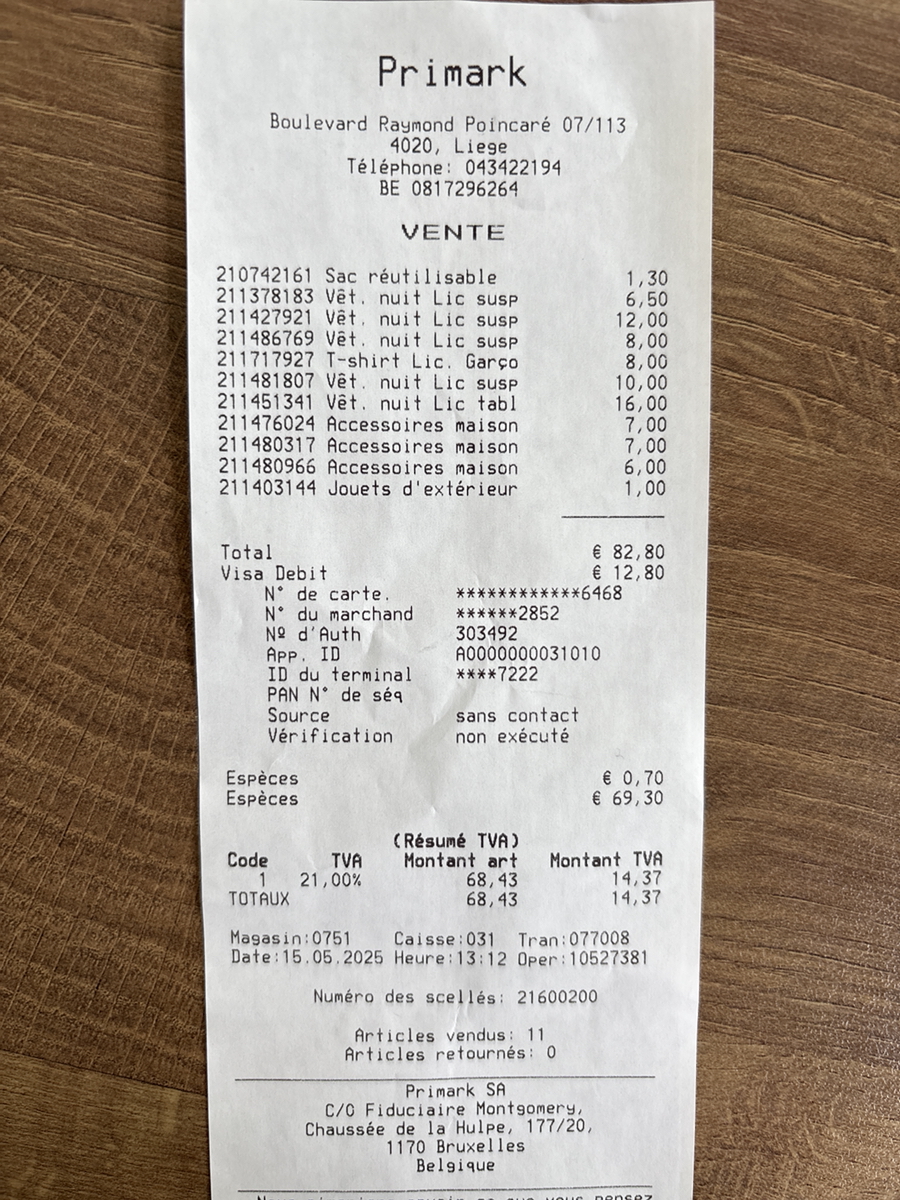 Primark
Boulevard Raymond Poincaré 07/113
4020, Liege
Téléphone: 043422194
BE 0817296264
VENTE
210742161 Sac réutilisable 1,30
211378183 Vêt. nuit Lic susp 6,50
211427921 Vêt. nuit Lic susp 12,00
211486769 Vêt. nuit Lic susp 8,00
211717927 T-shirt Lic. Garço 8,00
211481807 Vêt. nuit Lic susp 10,00
211451341 Vêt. nuit Lic tabl 16,00
211476024 Accessoires maison 7,00
211480317 Accessoires maison 7,00
211480966 Accessoires maison 6,00
211403144 Jouets d'extérieur 1,00
Total € 82,80
Visa Debit € 12,80
N° de carte. ************6468
N° du marchand ******2852
Nº d'Auth 303492
App. ID A0000000031010
ID du terminal ****7222
PAN N° de séq
Source sans contact
Vérification non exécuté
Espèces € 0,70
Espèces € 69,30
(Résumé TVA)
Code TVA Montant art Montant TVA
1 21,00% 68,43 14,37
TOTAUX 68,43 14,37
Magasin:0751 Caisse:031 Tran:077008
Date:15.05.2025 Heure:13:12 Oper:10527381
Numéro des scellés: 21600200
Articles vendus: 11
Articles retournés: 0
Primark SA
C/O Fiduciaire Montgomery,
Chaussée de la Hulpe, 177/20,
1170 Bruxelles
Belgique